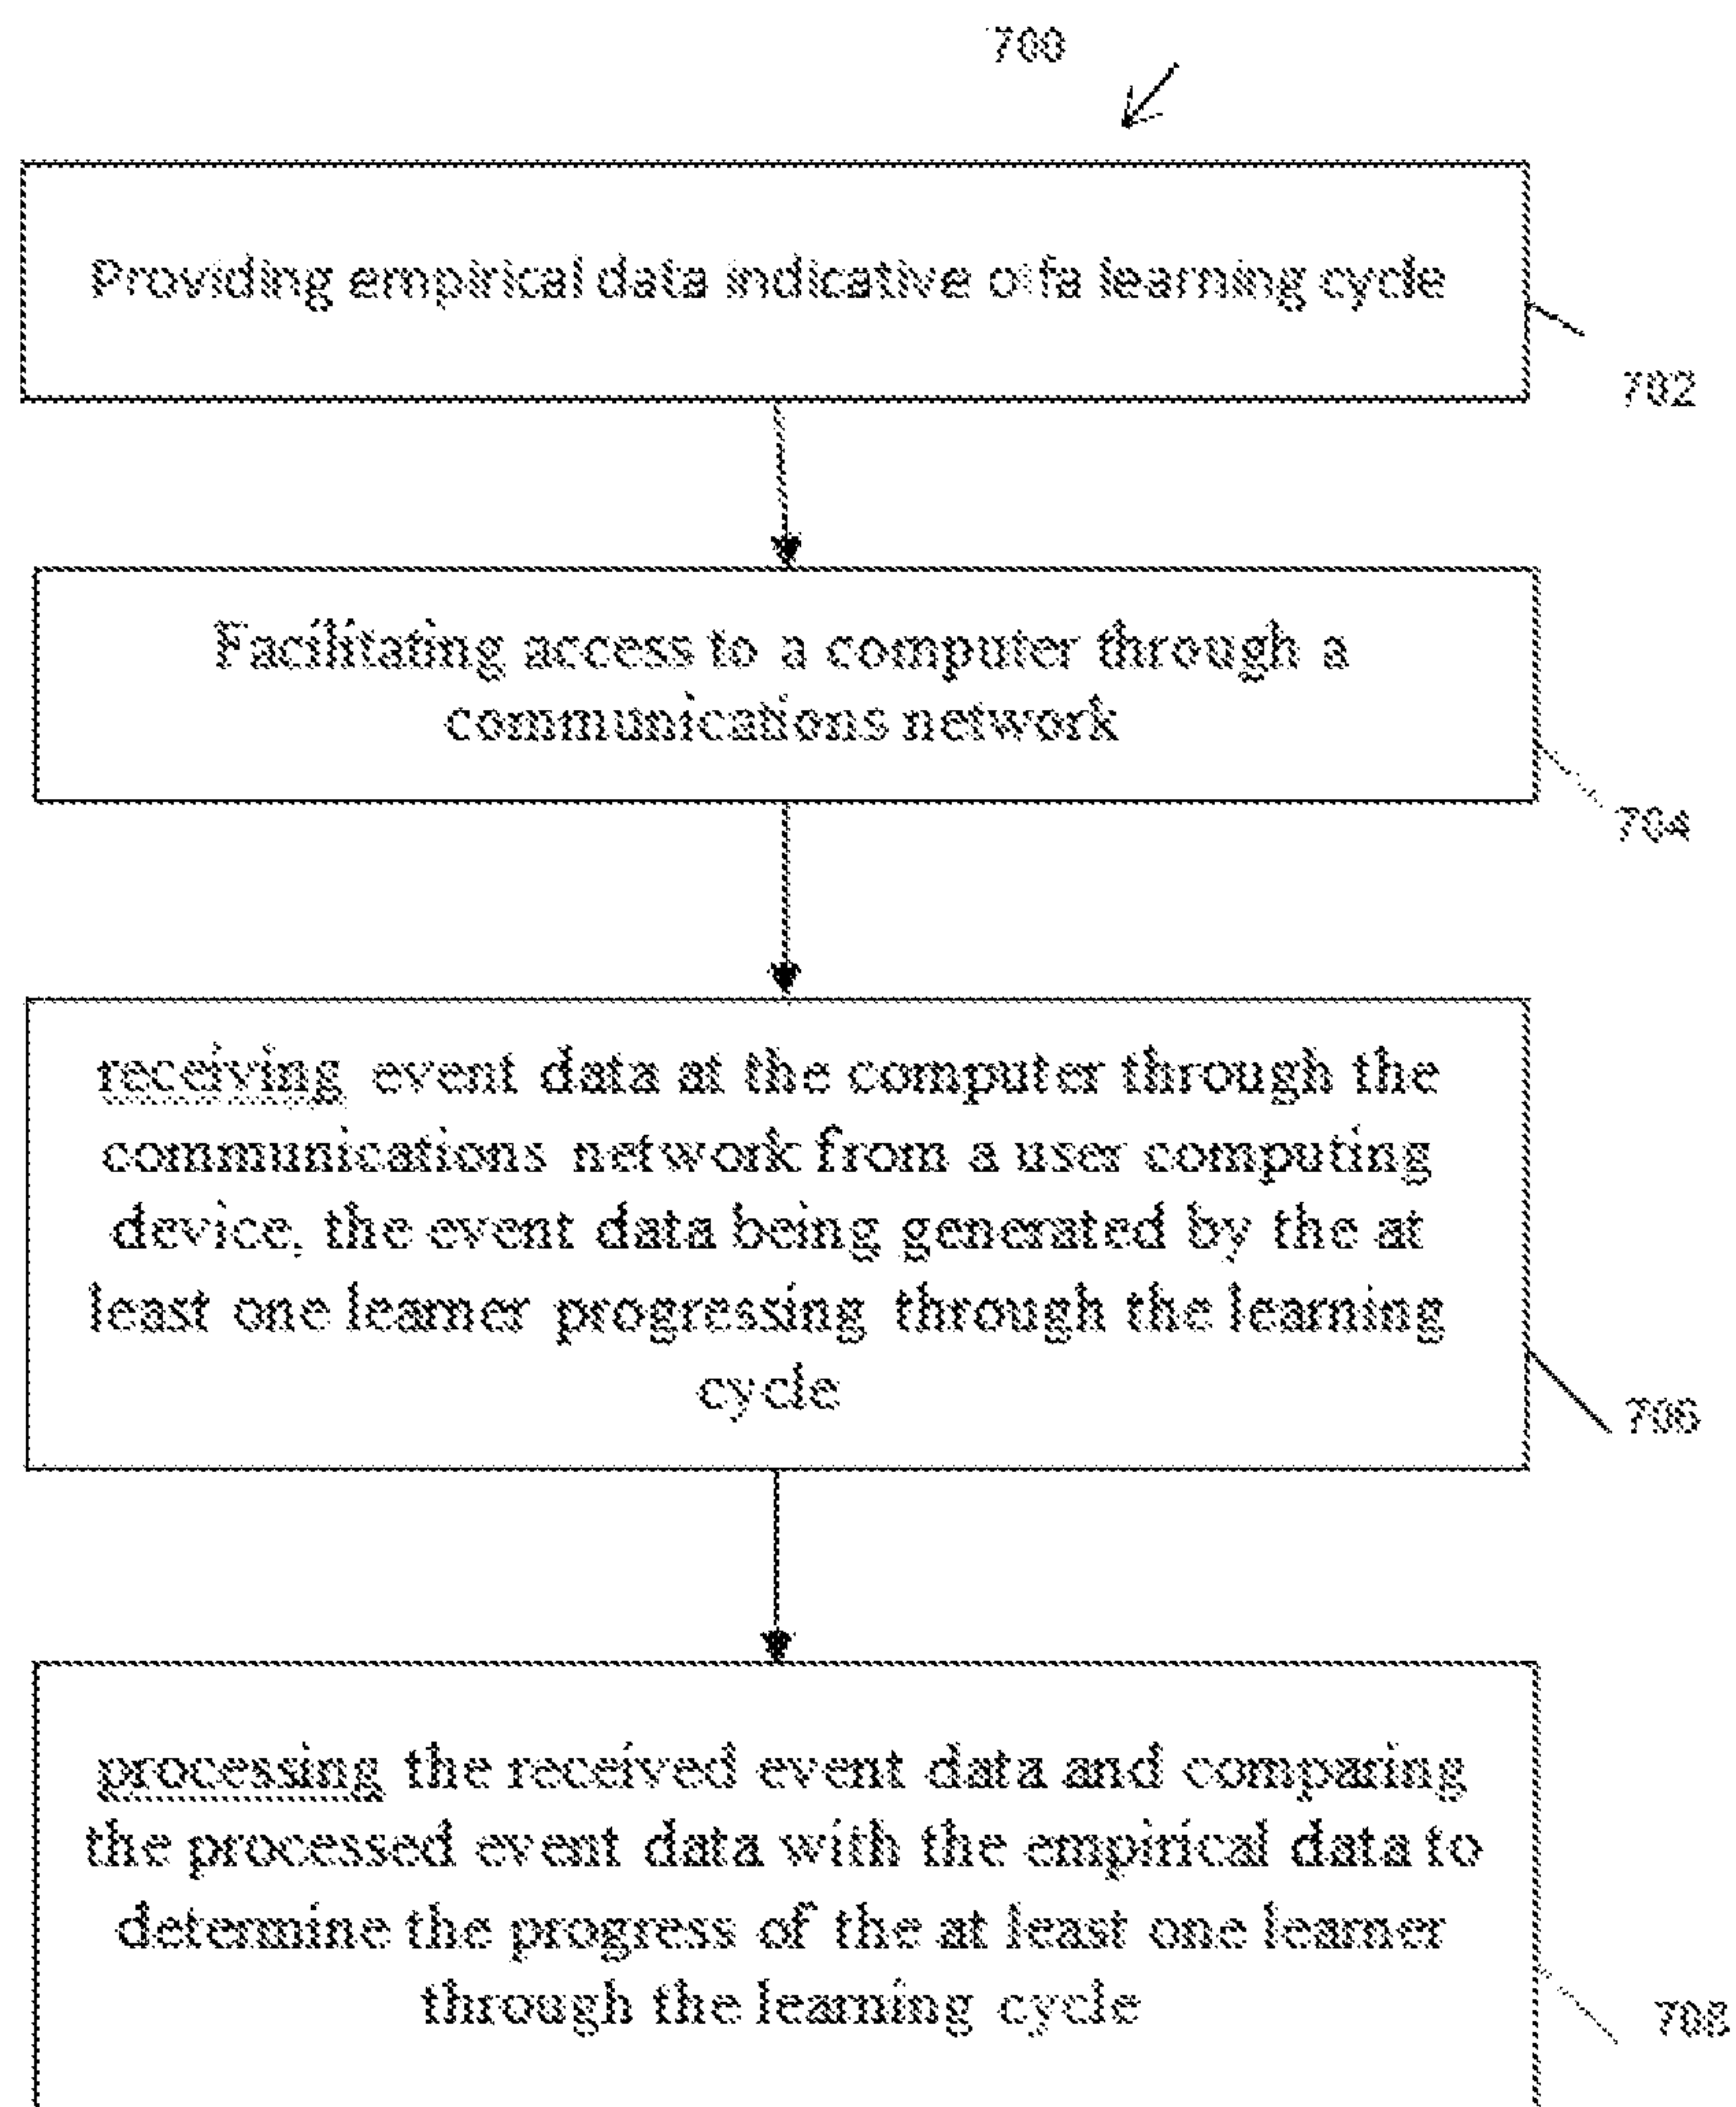 700
Providing empirical data indicative o fa learning cycle
702
Facilitating access to a computer through a
communications network
704
receiving event data at the computer through the
communications network from a user computing
device, the event data being generated by the at
least one learner progressing through the learning
cycle
706
processing the received event data and comparing
the processed event data with the empirical data to
determine the progress of the at least one learner
through the learning cycle
708